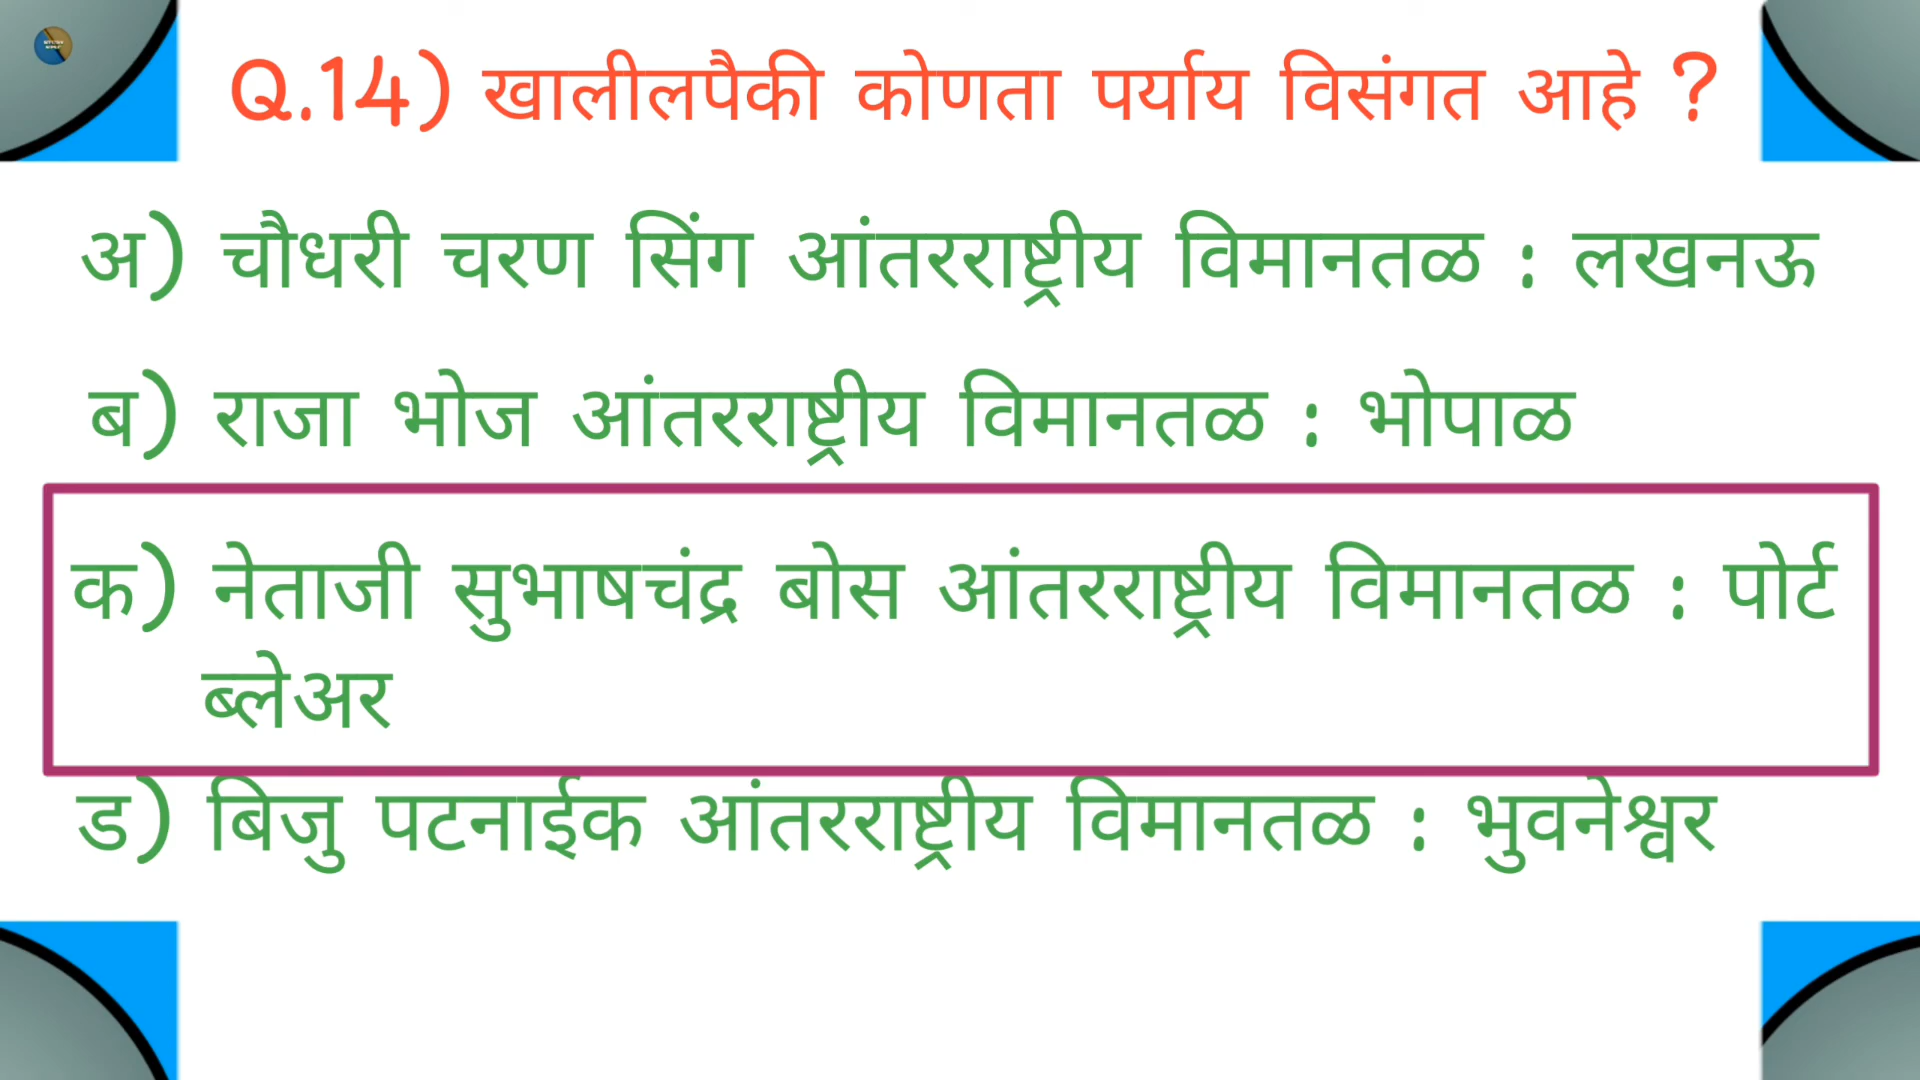 Q.14) खालीलपैकी कोणता पर्याय विसंगत आहे ?
अ) चौधरी चरण सिंग आंतरराष्ट्रीय विमानतळ : लखनऊ
ब) राजा भोज आंतरराष्ट्रीय विमानतळ : भोपाळ
क) नेताजी सुभाषचंद्र बोस आंतरराष्ट्रीय विमानतळ : पोर्ट
ब्लेअर
ड) बिजु पटनाईक आंतरराष्ट्रीय विमानतळ : भुवनेश्वर